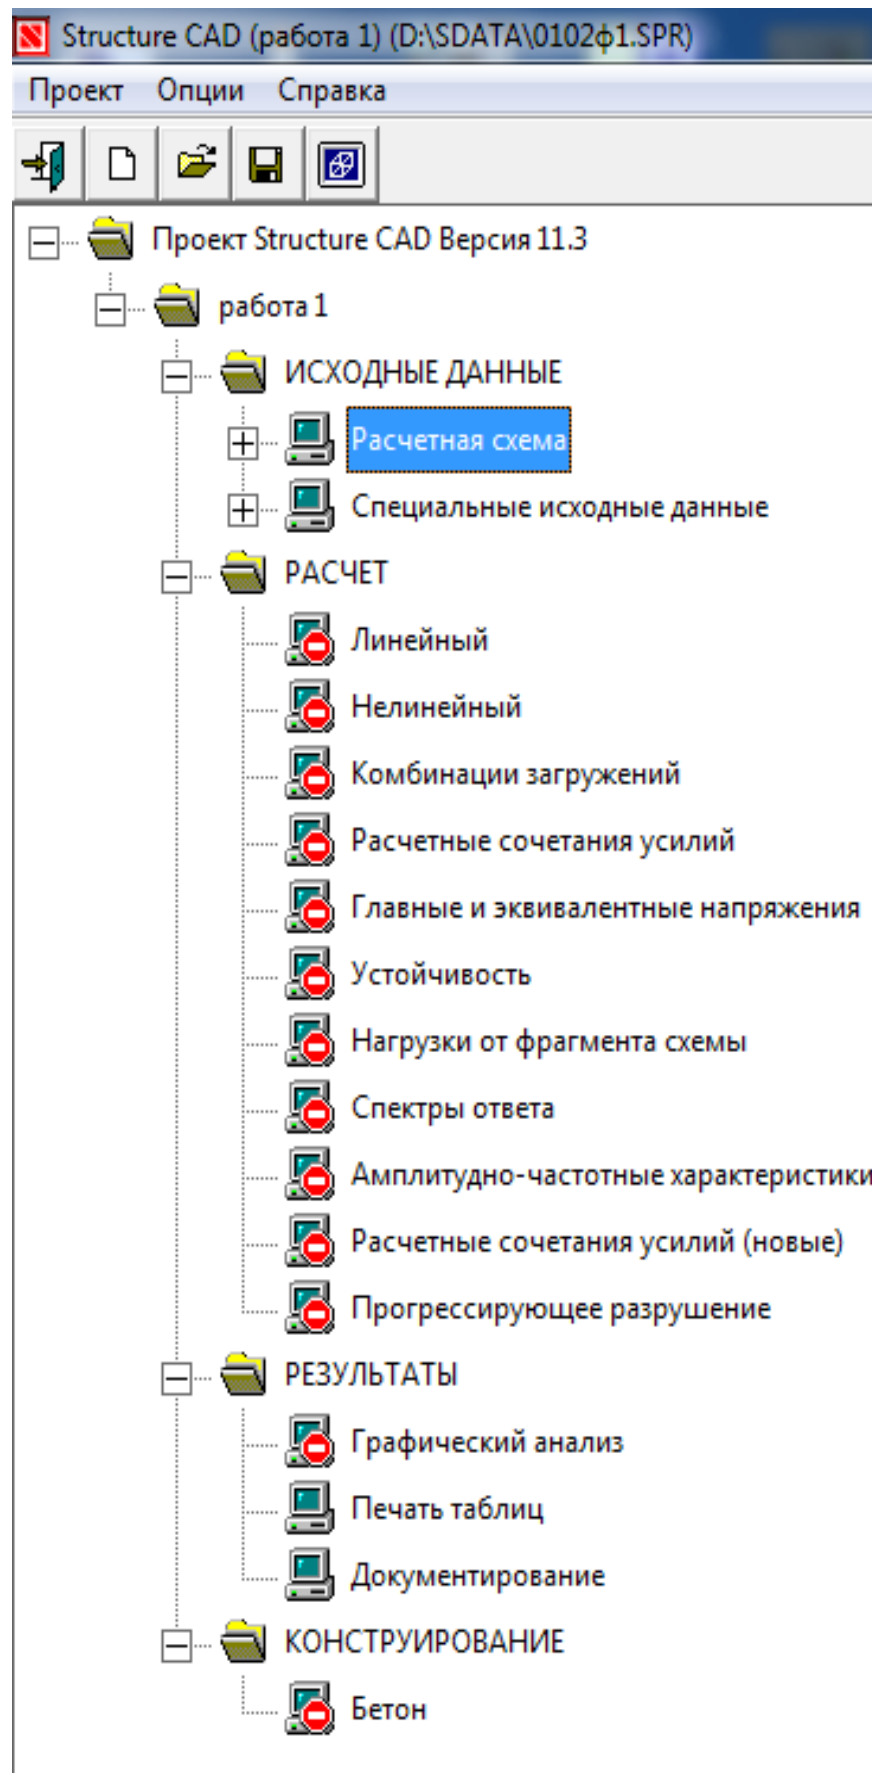 Structure CAD (работа 1) (D:\SDATA\0102ф1.SPR)
Проект Опции Справка
Проект Structure CAD Версия 11.3
работа 1
ИСХОДНЫЕ ДАННЫЕ
Расчетная схема
Специальные исходные данные
РАСЧЕТ
Линейный
Нелинейный
Комбинации загружений
Расчетные сочетания усилий
Главные и эквивалентные напряжения
Устойчивость
Нагрузки от фрагмента схемы
Спектры ответа
Амплитудно-частотные характеристики
Расчетные сочетания усилий (новые)
Прогрессирующее разрушение
РЕЗУЛЬТАТЫ
Графический анализ
Печать таблиц
Документирование
КОНСТРУИРОВАНИЕ
Бетон